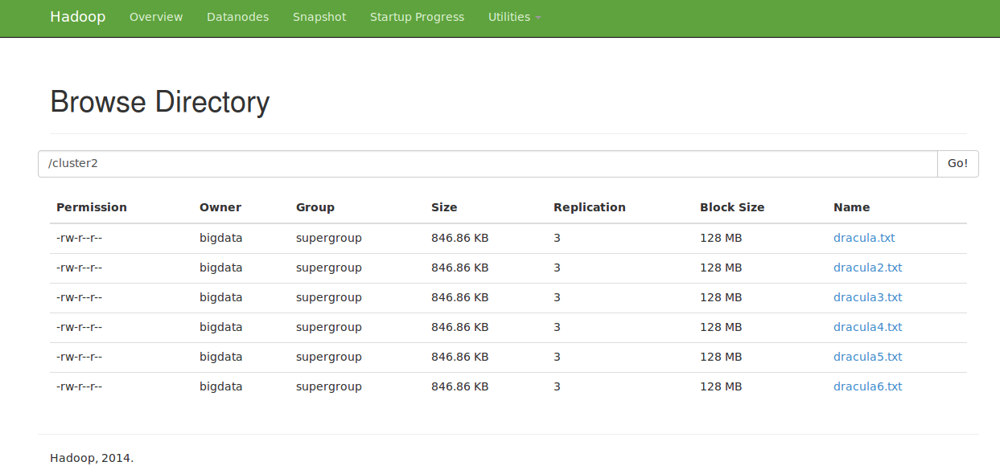 Hadoop Overview Datanodes Snapshot Startup Progress Utilities
Browse Directory
/cluster2 Go!
Permission Owner Group Size Replication Block Size Name
-rw-r--r-- bigdata supergroup 846.86 KB 3 128 MB dracula.txt
-rw-r--r-- bigdata supergroup 846.86 KB 3 128 MB dracula2.txt
-rw-r--r-- bigdata supergroup 846.86 KB 3 128 MB dracula3.txt
-rw-r--r-- bigdata supergroup 846.86 KB 3 128 MB dracula4.txt
-rw-r--r-- bigdata supergroup 846.86 KB 3 128 MB dracula5.txt
-rw-r--r-- bigdata supergroup 846.86 KB 3 128 MB dracula6.txt
Hadoop, 2014.